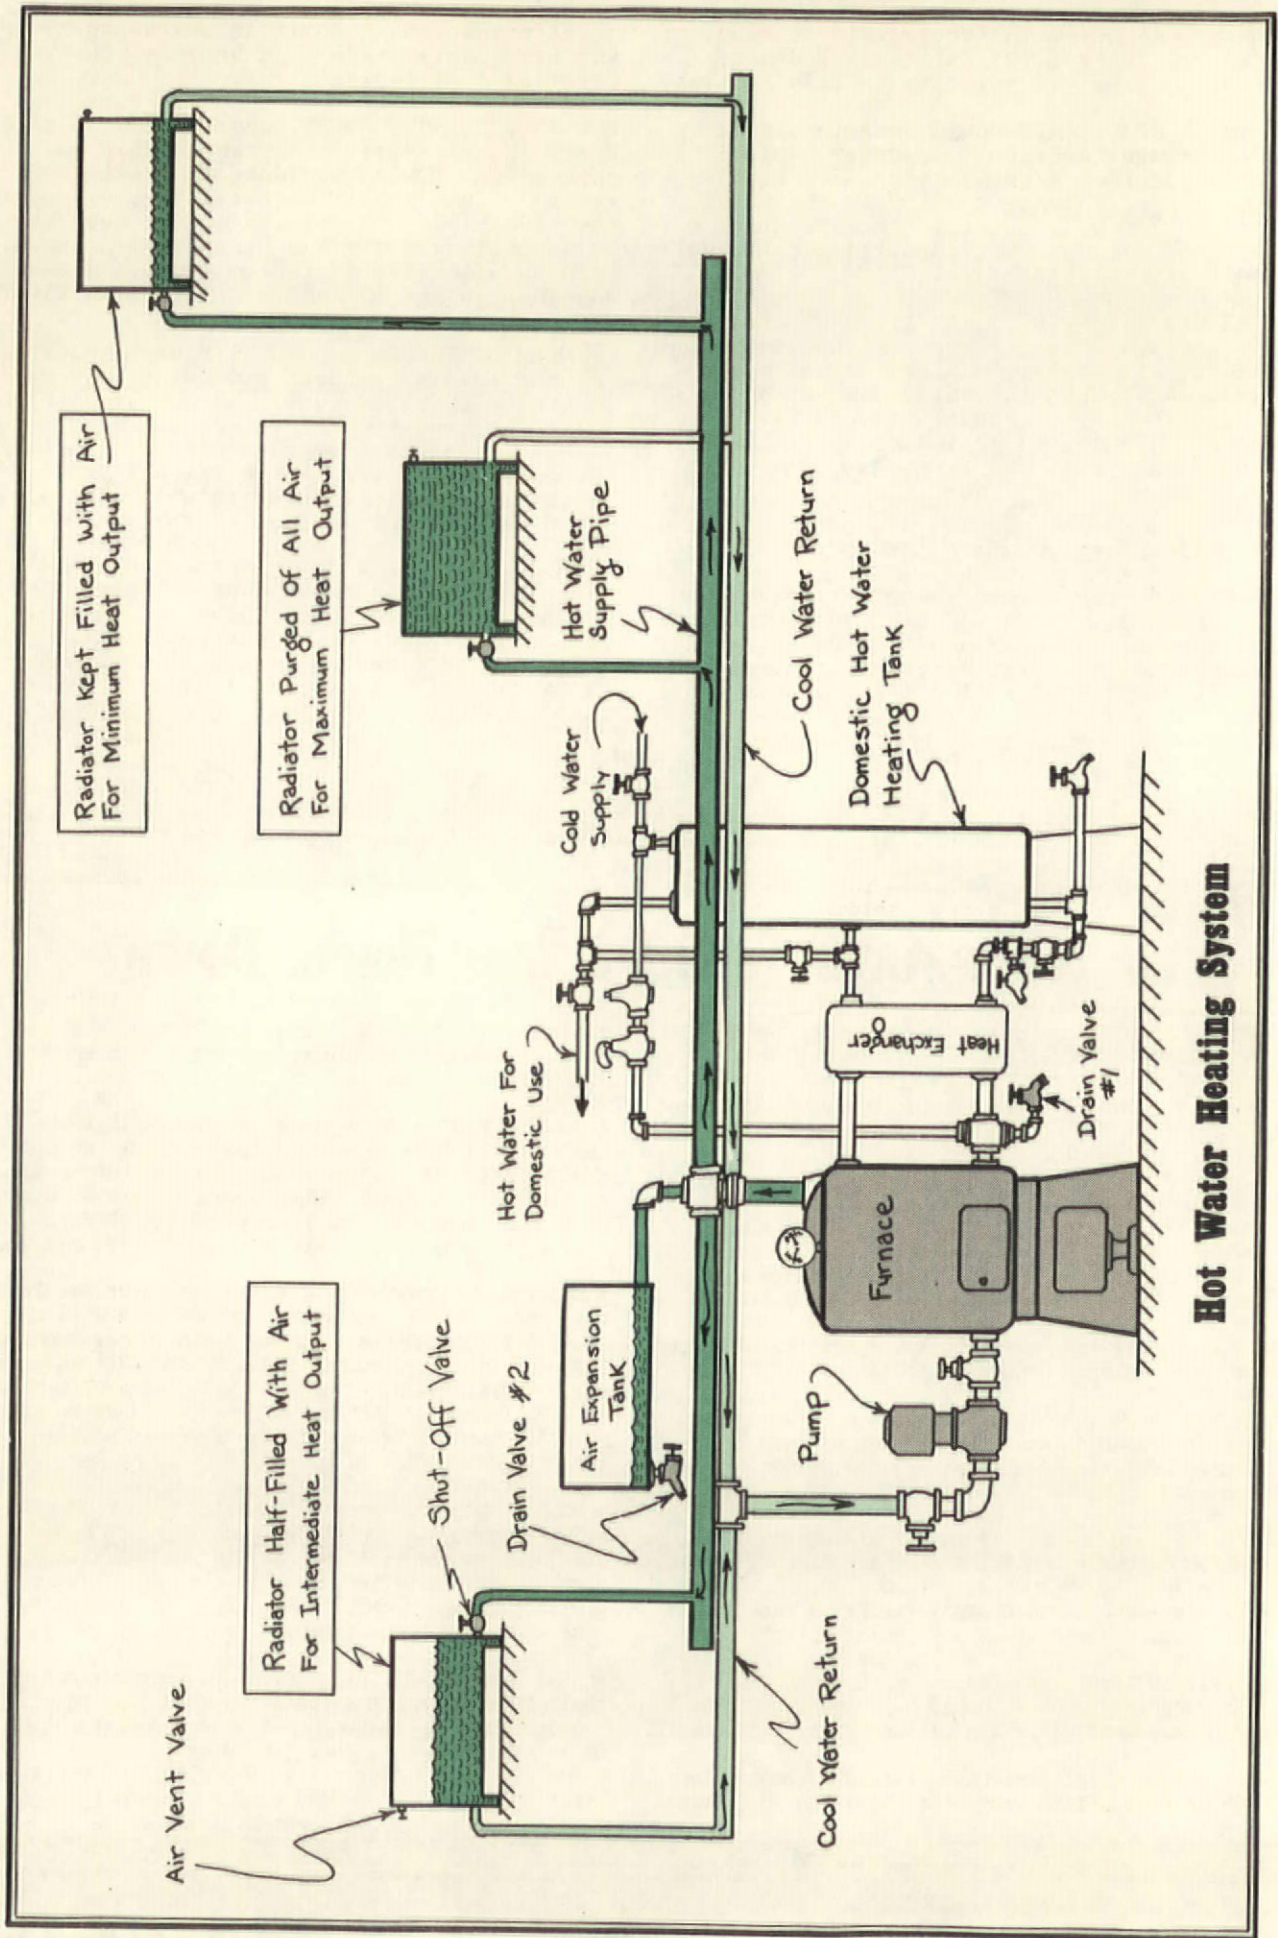 Air Vent Valve
Radiator Half-Filled With Air
For Intermediate Heat Output
Shut-Off Valve
Drain Valve #2
Air Expansion
Tank
Radiator Purged Of All Air
For Maximum Heat Output
Radiator Kept Filled With Air
For Minimum Heat Output
Hot Water For
Domestic Use
Cold Water
Supply
Hot Water
Supply Pipe
Cool Water Return
Pump
Furnace
Heat Exchanger
Drain Valve
#1
Domestic Hot Water
Heating Tank
Cool Water Return
Hot Water Heating System